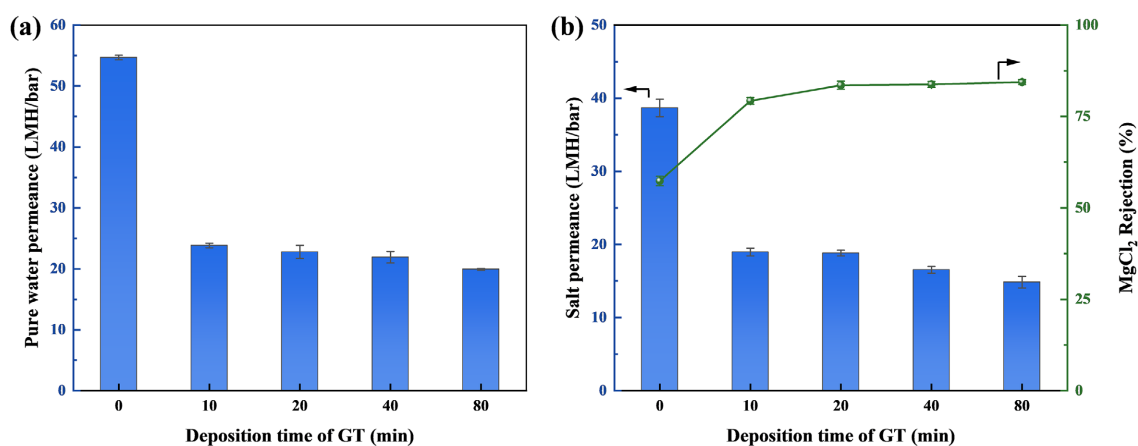 (a)
Pure water permeance (LMH/bar)
60
50
40
30
20
10
0
0 10 20 40 80
Deposition time of GT (min)
(b)
Salt permeance (LMH/bar)
50
40
30
20
10
0
0 10 20 40 80
Deposition time of GT (min)
100
75
50
25
0
MgCl₂ Rejection (%)